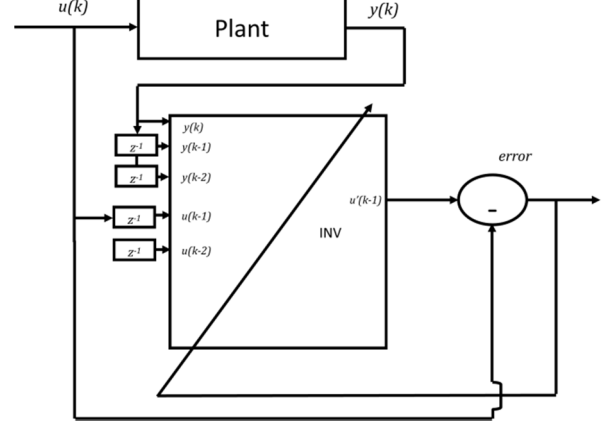 u(k)
Plant
y(k)
y(k)
z-1
y(k-1)
z-1
y(k-2)
z-1
u(k-1)
z-1
u(k-2)
u'(k-1)
INV
error
-